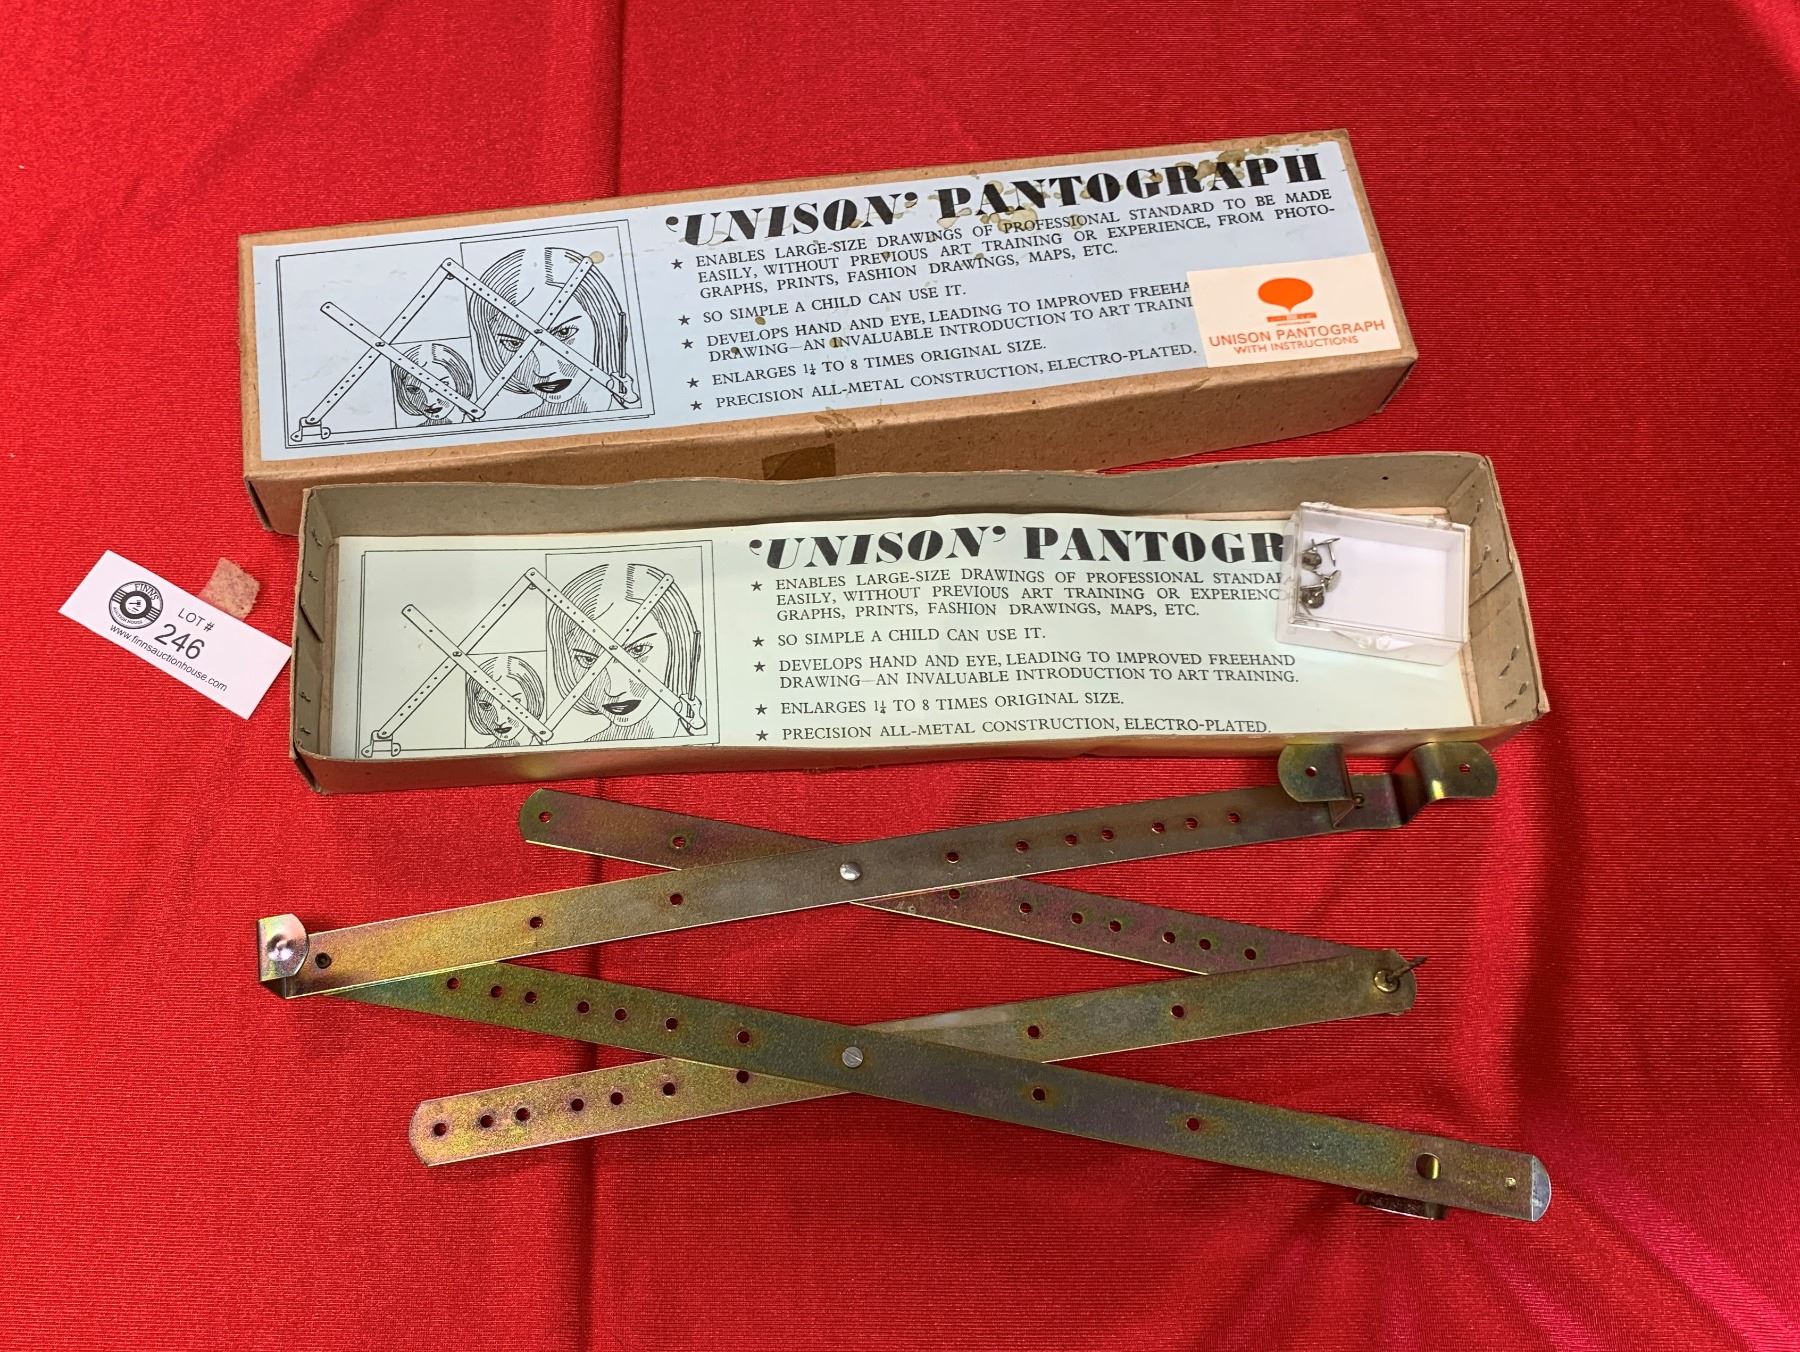 ‘UNISON’ PANTOGRAPH
★ ENABLES LARGE-SIZE DRAWINGS OF PROFESSIONAL STANDARD TO BE MADE
EASILY, WITHOUT PREVIOUS ART TRAINING OR EXPERIENCE, FROM PHOTO-
GRAPHS, PRINTS, FASHION DRAWINGS, MAPS, ETC.
★ SO SIMPLE A CHILD CAN USE IT.
★ DEVELOPS HAND AND EYE, LEADING TO IMPROVED FREEHA
DRAWING—AN INVALUABLE INTRODUCTION TO ART TRAINI
★ ENLARGES 1¼ TO 8 TIMES ORIGINAL SIZE.
★ PRECISION ALL-METAL CONSTRUCTION, ELECTRO-PLATED.
UNISON PANTOGRAPH
WITH INSTRUCTIONS
‘UNISON’ PANTOGR
★ ENABLES LARGE-SIZE DRAWINGS OF PROFESSIONAL STANDAR
EASILY, WITHOUT PREVIOUS ART TRAINING OR EXPERIENC
GRAPHS, PRINTS, FASHION DRAWINGS, MAPS, ETC.
★ SO SIMPLE A CHILD CAN USE IT.
★ DEVELOPS HAND AND EYE, LEADING TO IMPROVED FREEHAND
DRAWING—AN INVALUABLE INTRODUCTION TO ART TRAINING.
★ ENLARGES 1¼ TO 8 TIMES ORIGINAL SIZE.
★ PRECISION ALL-METAL CONSTRUCTION, ELECTRO-PLATED.
FINN'S
AUCTION HOUSE
LOT #
246
www.finnsauctionhouse.com